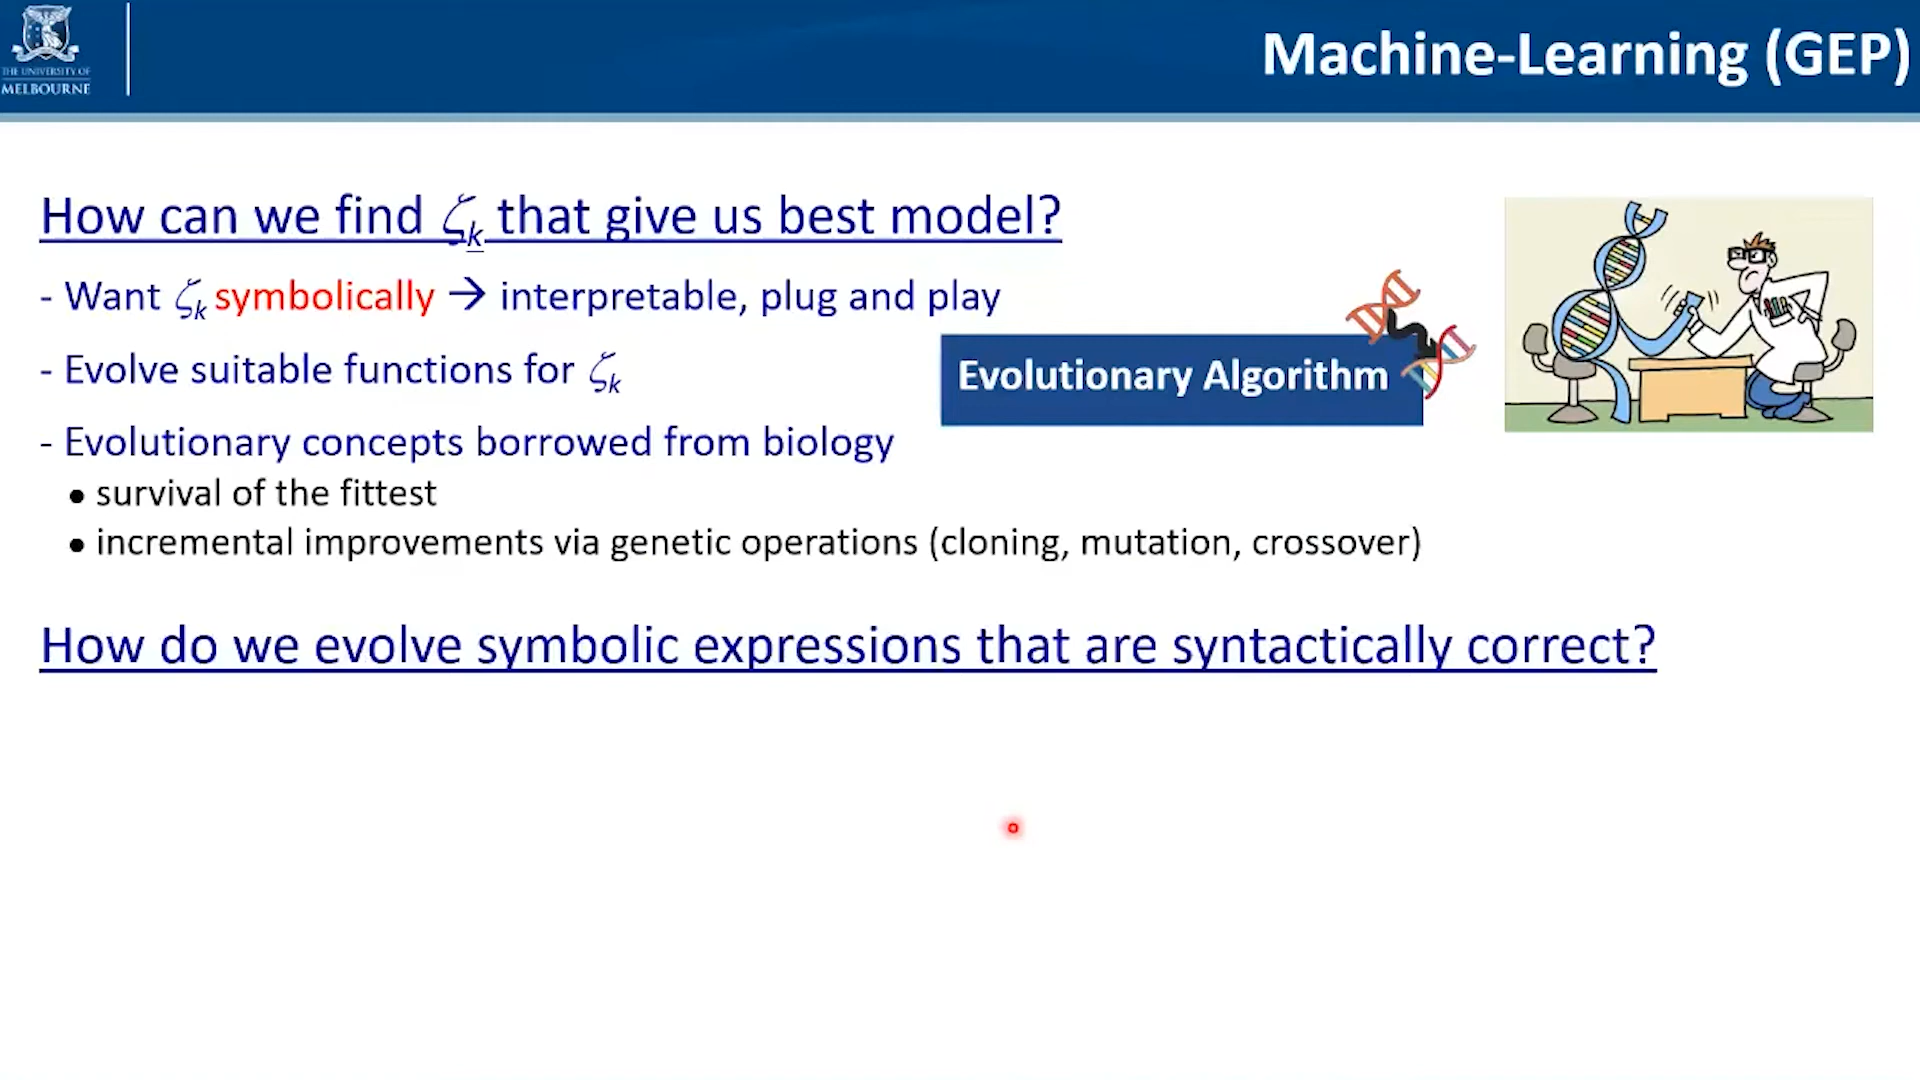 THE UNIVERSITY OF
MELBOURNE
Machine-Learning (GEP)
How can we find ζk that give us best model?
- Want ζk symbolically → interpretable, plug and play
- Evolve suitable functions for ζk
Evolutionary Algorithm
- Evolutionary concepts borrowed from biology
• survival of the fittest
• incremental improvements via genetic operations (cloning, mutation, crossover)
How do we evolve symbolic expressions that are syntactically correct?